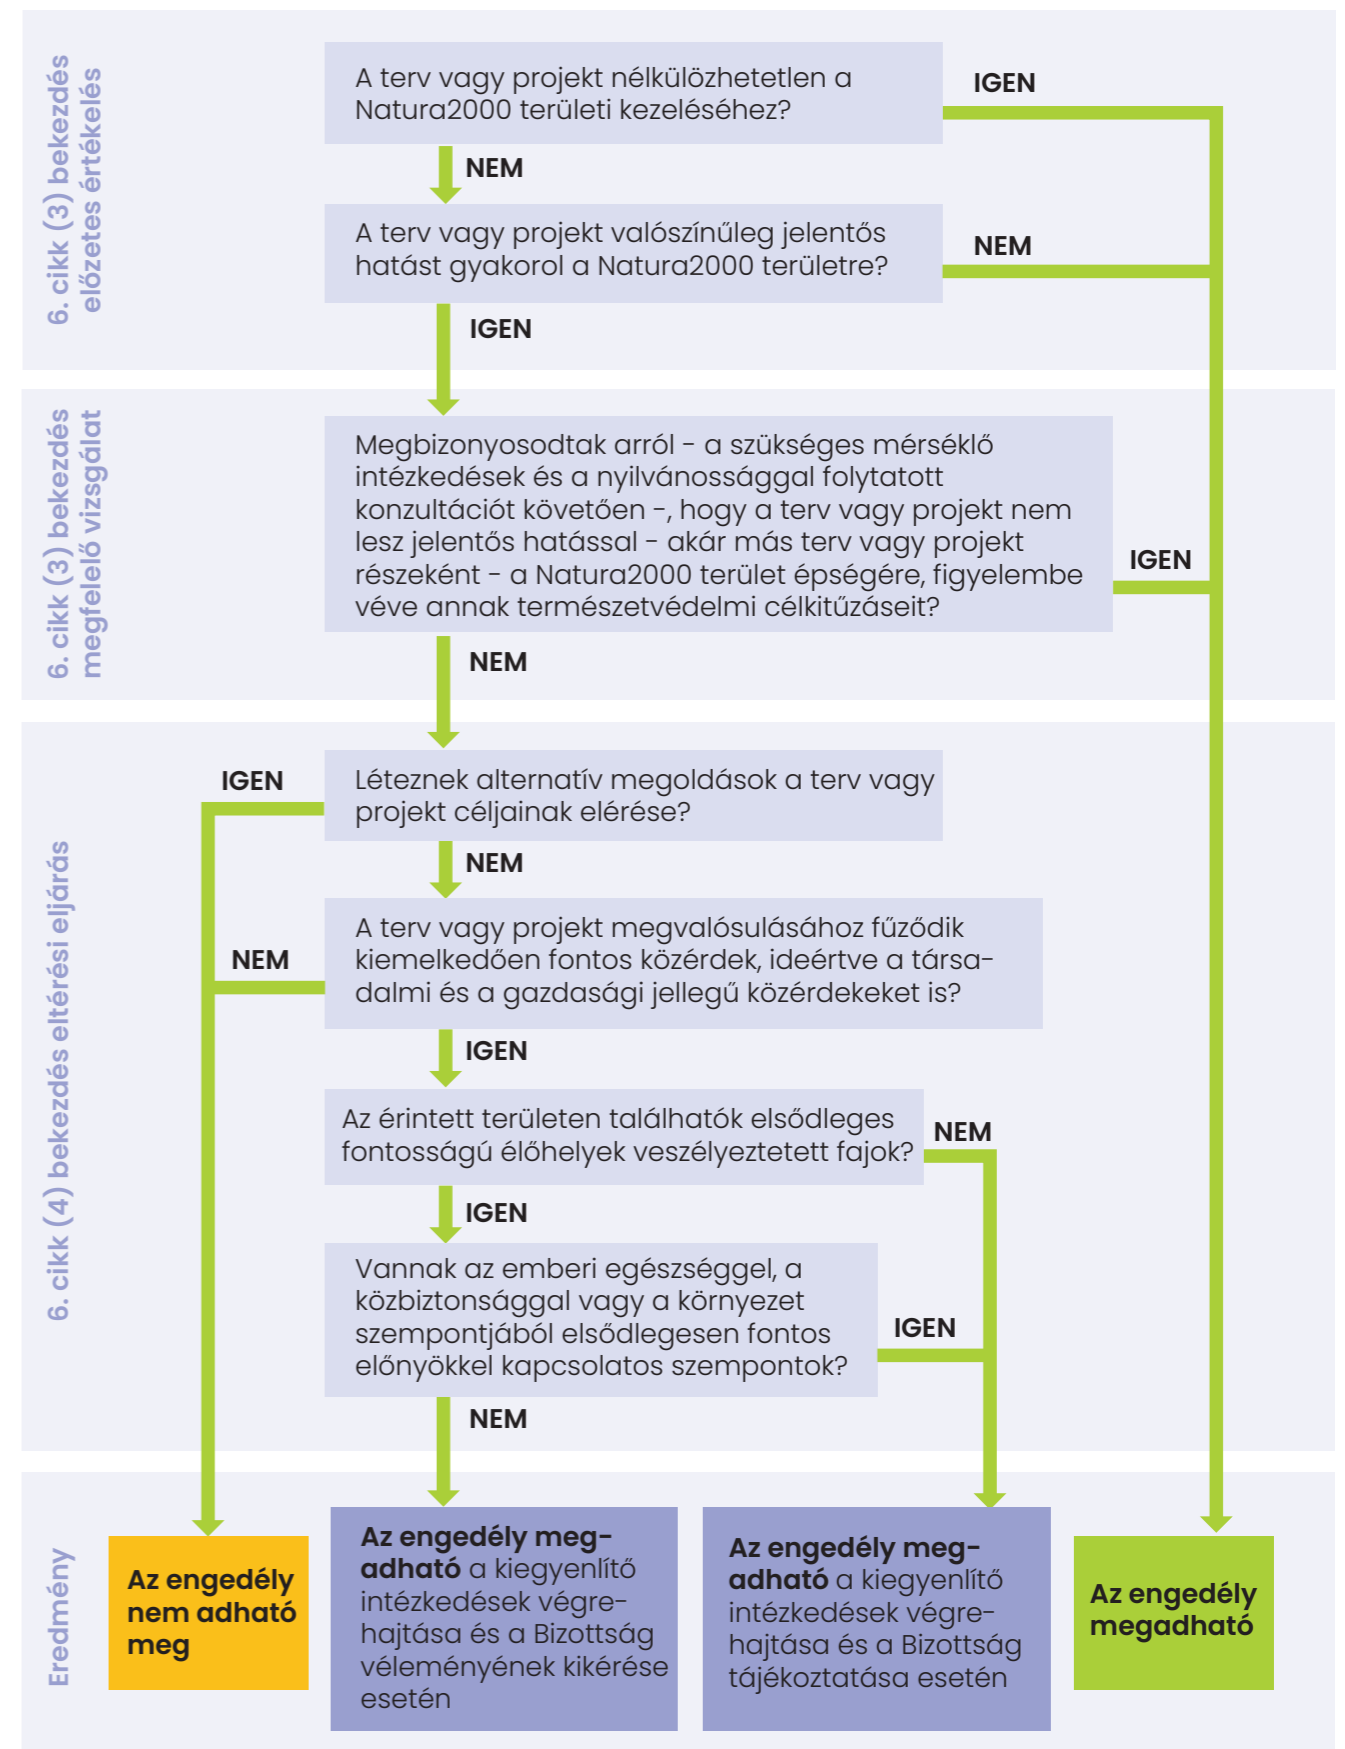 6. cikk (3) bekezdés
előzetes értékelés
A terv vagy projekt nélkülözhetetlen a
Natura2000 területi kezeléséhez?
IGEN
NEM
A terv vagy projekt valószínűleg jelentős
hatást gyakorol a Natura2000 területre?
NEM
IGEN
6. cikk (3) bekezdés
megfelelő vizsgálat
Megbizonyosodtak arról - a szükséges mérséklő
intézkedések és a nyilvánossággal folytatott
konzultációt követően -, hogy a terv vagy projekt nem
lesz jelentős hatással - akár más terv vagy projekt
részeként - a Natura2000 terület épségére, figyelembe
véve annak természetvédelmi célkitűzáseit?
IGEN
NEM
6. cikk (4) bekezdés eltérési eljárás
IGEN
Léteznek alternatív megoldások a terv vagy
projekt céljainak elérése?
NEM
A terv vagy projekt megvalósulásához fűződik
kiemelkedően fontos közérdek, ideértve a társa-
dalmi és a gazdasági jellegű közérdekeket is?
NEM
IGEN
Az érintett területen találhatók elsődleges
fontosságú élőhelyek veszélyeztetett fajok?
NEM
IGEN
Vannak az emberi egészséggel, a
közbiztonsággal vagy a környezet
szempontjából elsődlegesen fontos
előnyökkel kapcsolatos szempontok?
IGEN
NEM
Eredmény
Az engedély
nem adható
meg
Az engedély meg-
adható a kiegyenlítő
intézkedések végre-
hajtása és a Bizottság
véleményének kikérése
esetén
Az engedély meg-
adható a kiegyenlítő
intézkedések végre-
hajtása és a Bizottság
tájékoztatása esetén
Az engedély
megadható